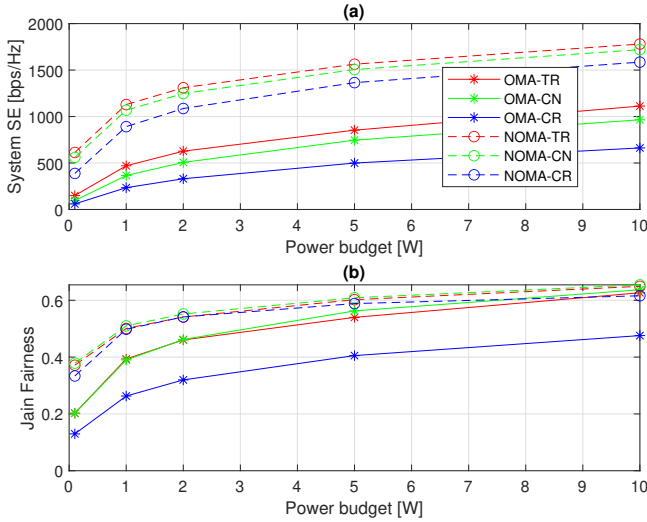 (a)
System SE [bps/Hz]
2000
1500
1000
500
0
OMA-TR
OMA-CN
OMA-CR
NOMA-TR
NOMA-CN
NOMA-CR
0 1 2 3 4 5 6 7 8 9 10
Power budget [W]
(b)
Jain Fairness
0.6
0.4
0.2
0
0 1 2 3 4 5 6 7 8 9 10
Power budget [W]